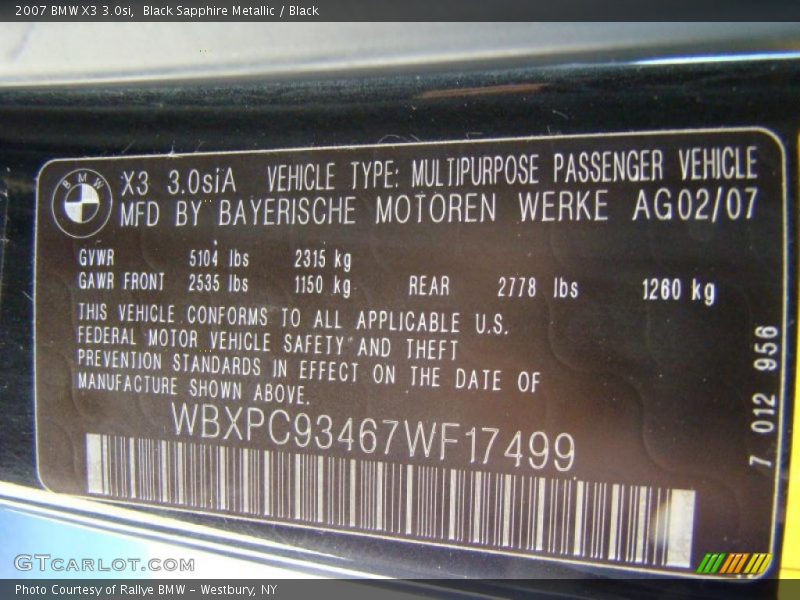 2007 BMW X3 3.0si, Black Sapphire Metallic / Black
BMW
X3 3.0siA VEHICLE TYPE: MULTIPURPOSE PASSENGER VEHICLE
MFD BY BAYERISCHE MOTOREN WERKE AG02/07
GVWR 5104 lbs 2315 kg
GAWR FRONT 2535 lbs 1150 kg REAR 2778 lbs 1260 kg
THIS VEHICLE CONFORMS TO ALL APPLICABLE U.S.
FEDERAL MOTOR VEHICLE SAFETY AND THEFT
PREVENTION STANDARDS IN EFFECT ON THE DATE OF
MANUFACTURE SHOWN ABOVE.
WBXPC93467WF17499
7 012 956
GTcarlot.com
Photo Courtesy of Rallye BMW - Westbury, NY